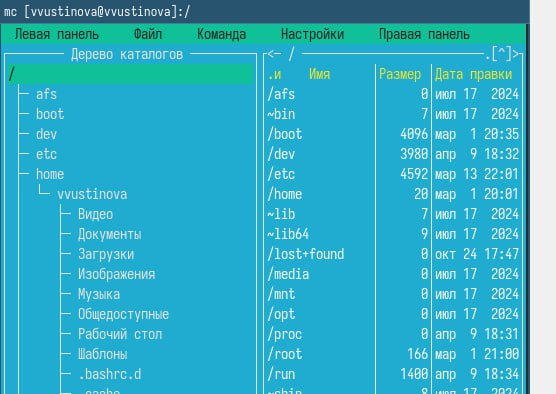 mc [vvustinova@vvustinova]:/
Левая панель Файл Команда Настройки Правая панель
Дерево каталогов <— / .[^]>
/ .и Имя Размер Дата правки
afs /afs 0 июл 17 2024
boot ~bin 7 июл 17 2024
dev /boot 4096 мар 1 20:35
etc /dev 3980 апр 9 18:32
home /etc 4592 мар 13 22:01
vvustinova /home 20 мар 1 20:01
Видео ~lib 7 июл 17 2024
Документы ~lib64 9 июл 17 2024
Загрузки /lost+found 0 окт 24 17:47
Изображения /media 0 июл 17 2024
Музыка /mnt 0 июл 17 2024
Общедоступные /opt 0 июл 17 2024
Рабочий стол /proc 0 апр 9 18:31
Шаблоны /root 166 мар 1 21:00
.bashrc.d /run 1400 апр 9 18:34
.cache ~sbin 8 июл 17 2024